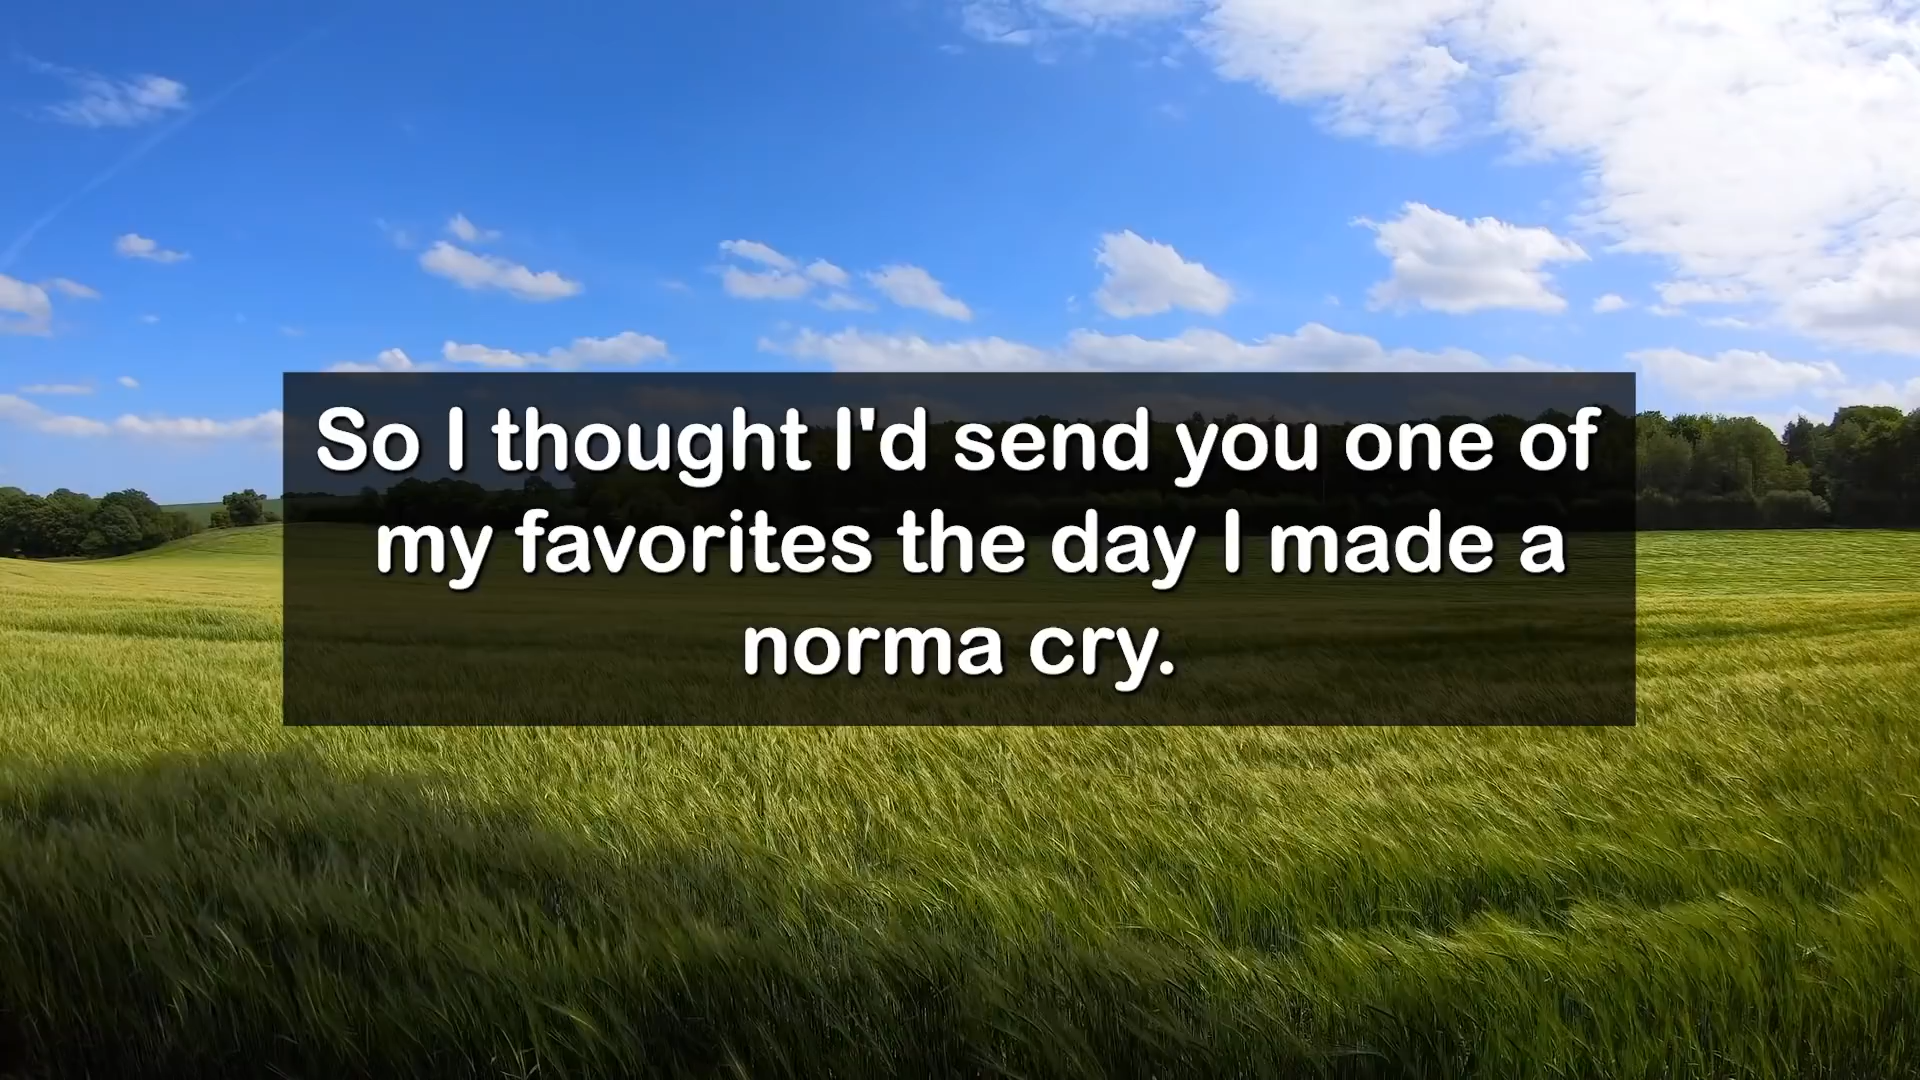 So I thought I'd send you one of
my favorites the day I made a
norma cry.